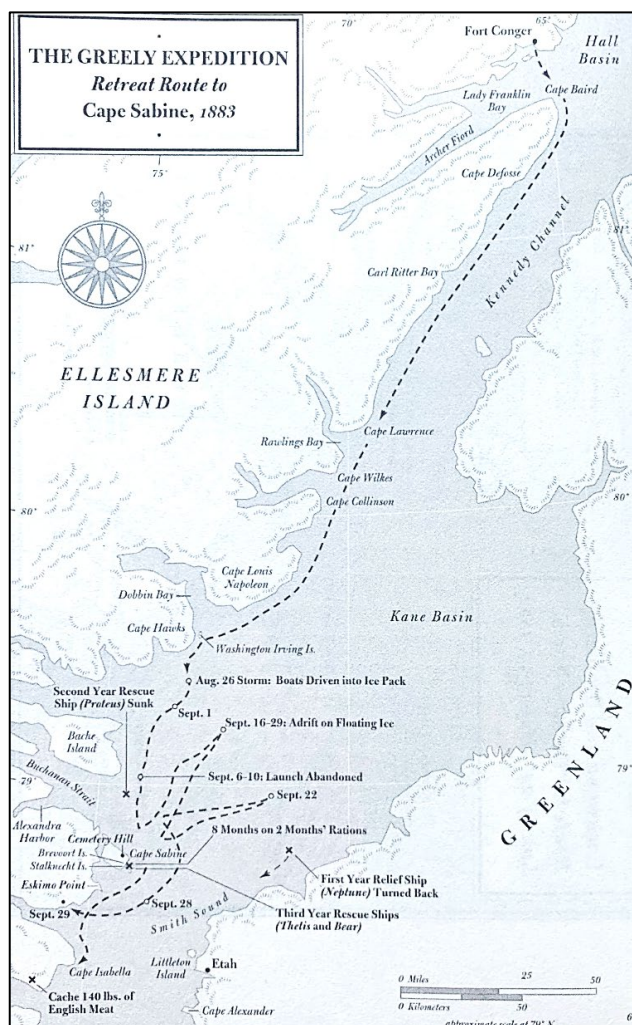 THE GREELY EXPEDITION
Retreat Route to
Cape Sabine, 1883
70°
65°
Fort Conger
Hall
Basin
Lady Franklin
Bay
Cape Baird
Archer Fiord
75°
Cape Defosse
81°
81°
Kennedy Channel
Carl Ritter Bay
ELLESMERE
ISLAND
Cape Lawrence
Rawlings Bay
Cape Wilkes
Cape Collinson
80°
80°
Cape Louis
Napoleon
Dobbin Bay
Cape Hawks
Kane Basin
Washington Irving Is.
Aug. 26 Storm: Boats Driven into Ice Pack
Second Year Rescue
Ship (Proteus) Sunk
Sept. 1
Sept. 16–29: Adrift on Floating Ice
Bache
Island
Buchanan Strait
79°
79°
Sept. 6–10: Launch Abandoned
Sept. 22
GREENLAND
Alexandra
Harbor
Cemetery Hill
8 Months on 2 Months' Rations
Brevoort Is.
Cape Sabine
Stalknecht Is.
Eskimo Point
First Year Relief Ship
(Neptune) Turned Back
Sept. 29
Sept. 28
Smith Sound
Third Year Rescue Ships
(Thetis and Bear)
Cape Isabella
Littleton
Island
Etah
Cache 140 lbs. of
English Meat
Cape Alexander
0 Miles 25 50
0 Kilometers 50
approximate scale at 79° N